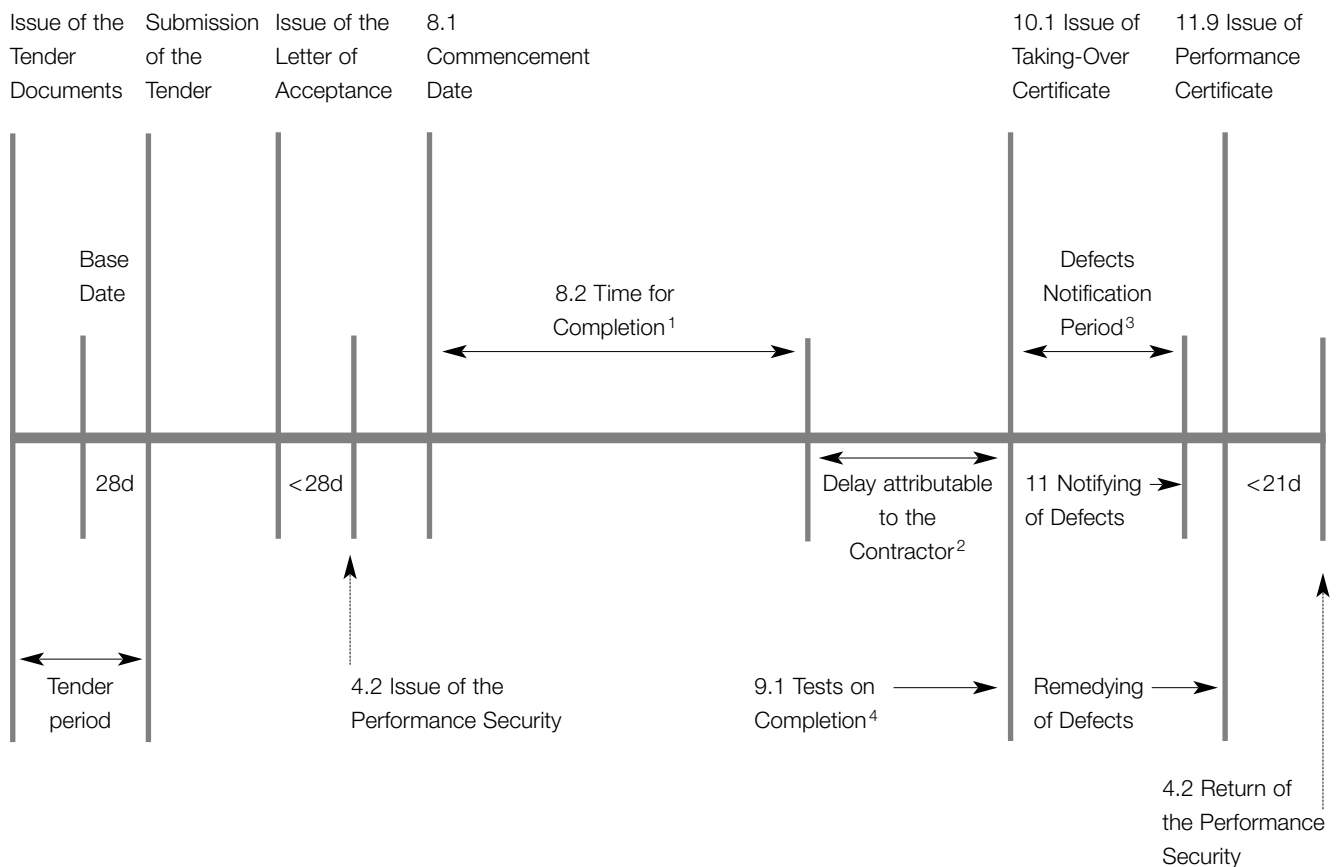 Issue of the
Tender
Documents
Submission
of the
Tender
Issue of the
Letter of
Acceptance
8.1
Commencement
Date
10.1 Issue of
Taking-Over
Certificate
11.9 Issue of
Performance
Certificate
Base
Date
8.2 Time for
Completion¹
Defects
Notification
Period³
28d
<28d
Delay attributable
to the
Contractor²
11 Notifying
of Defects
<21d
Tender
period
4.2 Issue of the
Performance Security
9.1 Tests on
Completion⁴
Remedying
of Defects
4.2 Return of
the Performance
Security